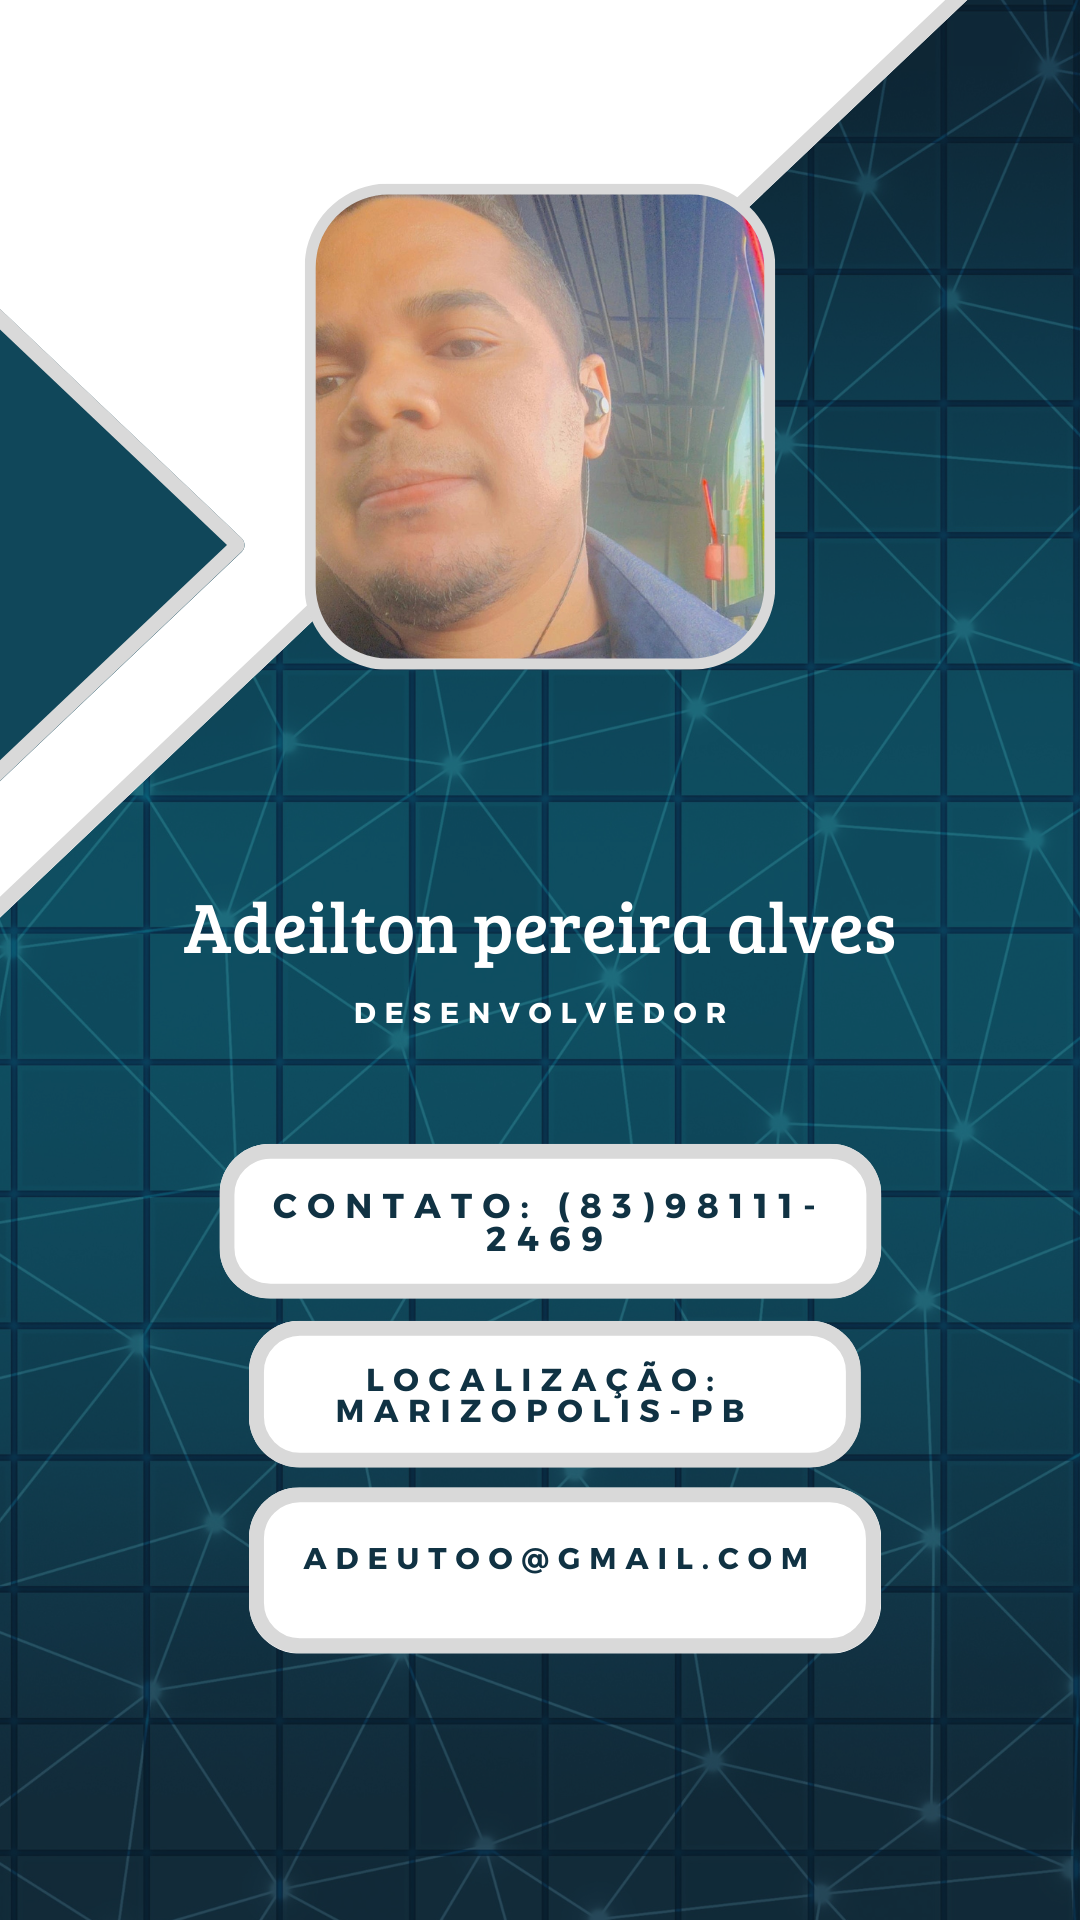 Adeilton pereira alves
DESENVOLVEDOR
CONTATO: (83)98111-
2469
LOCALIZAÇÃO:
MARIZOPOLIS-PB
ADEUTOO@GMAIL.COM